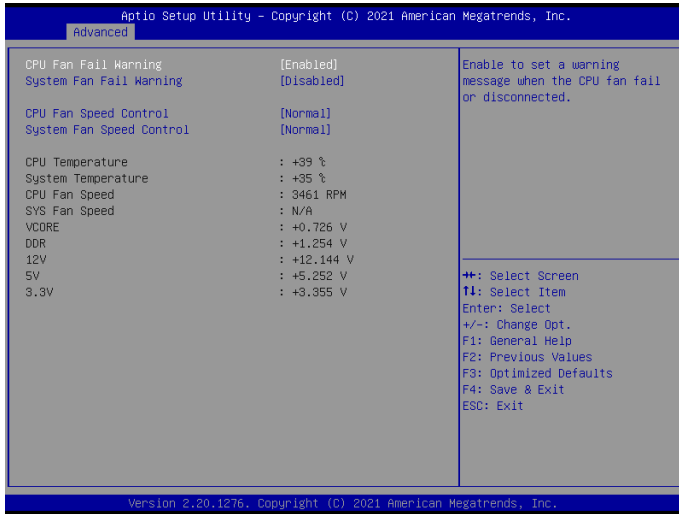 Aptio Setup Utility – Copyright (C) 2021 American Megatrends, Inc.
Advanced
CPU Fan Fail Warning [Enabled]
System Fan Fail Warning [Disabled]
CPU Fan Speed Control [Normal]
System Fan Speed Control [Normal]
CPU Temperature : +39 %
System Temperature : +35 %
CPU Fan Speed : 3461 RPM
SYS Fan Speed : N/A
VCORE : +0.726 V
DDR : +1.254 V
12V : +12.144 V
5V : +5.252 V
3.3V : +3.355 V
Enable to set a warning
message when the CPU fan fail
or disconnected.
→←: Select Screen
↑↓: Select Item
Enter: Select
+/-: Change Opt.
F1: General Help
F2: Previous Values
F3: Optimized Defaults
F4: Save & Exit
ESC: Exit
Version 2.20.1276. Copyright (C) 2021 American Megatrends, Inc.